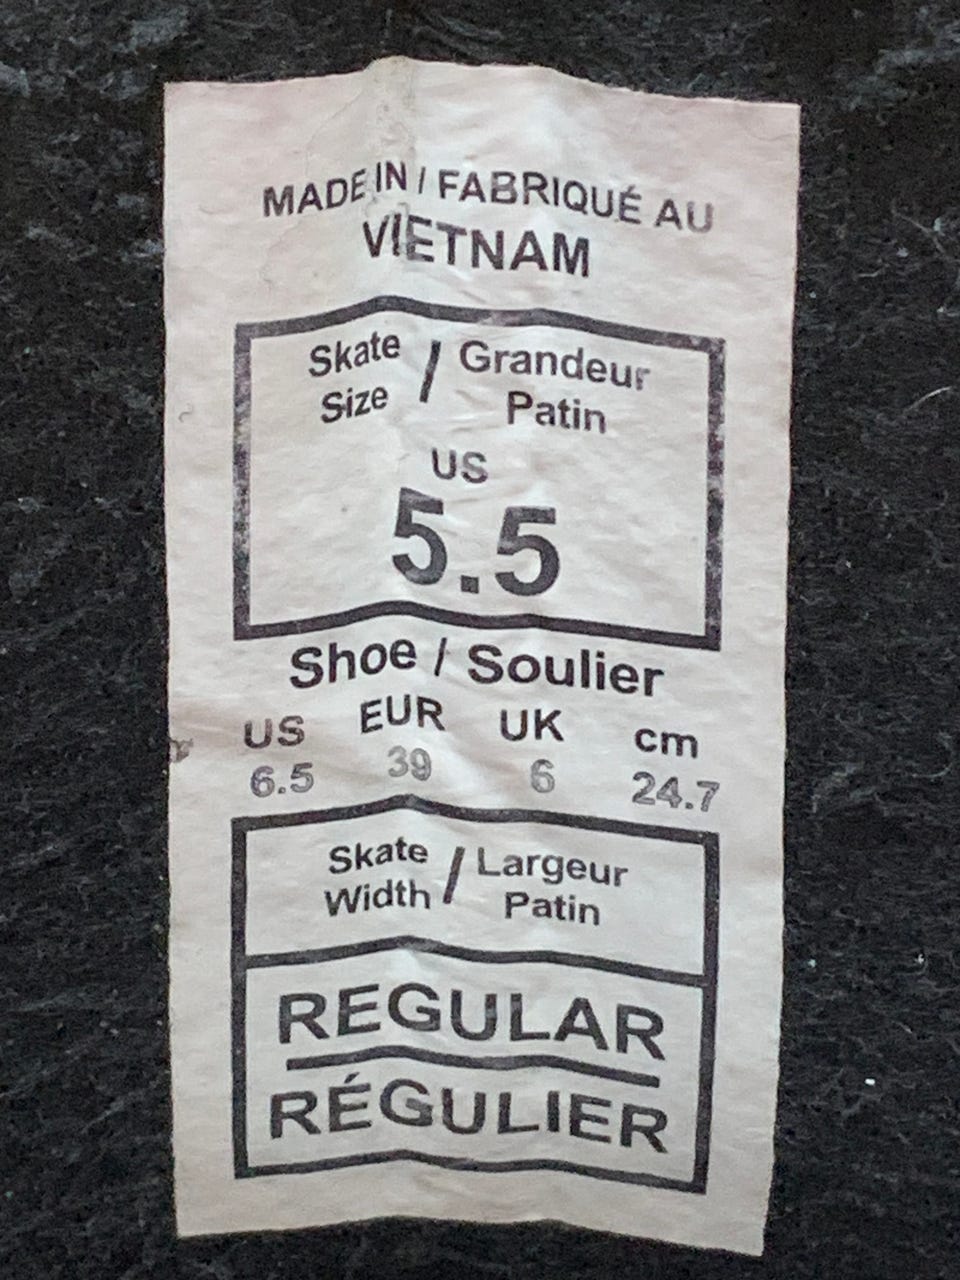 MADE IN / FABRIQUÉ AU
VIETNAM
Skate / Grandeur
Size Patin
US
5.5
Shoe / Soulier
US EUR UK cm
6.5 39 6 24.7
Skate / Largeur
Width Patin
REGULAR
RÉGULIER